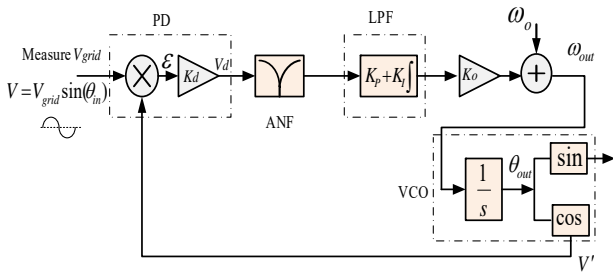 PD
LPF
ω_o
Measure V_grid
V = V_grid sin(θ_in)
ε
K_d
V_d
K_P+K_I∫
K_o
+
ω_out
ANF
VCO
1/s
θ_out
sin
cos
V'